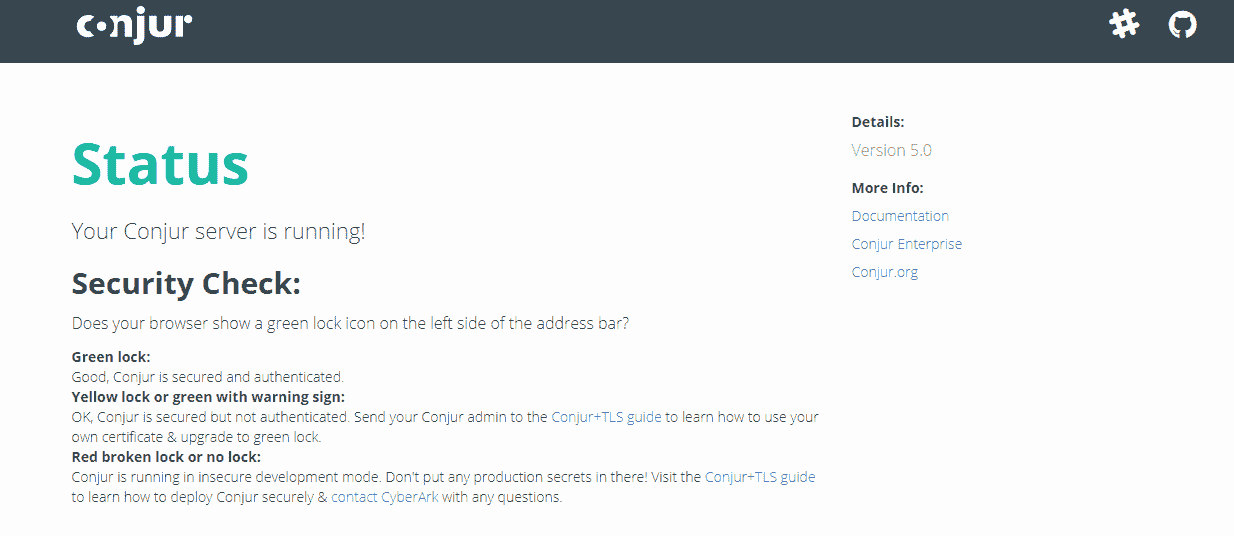 conjur
Status
Your Conjur server is running!
Security Check:
Does your browser show a green lock icon on the left side of the address bar?
Green lock:
Good, Conjur is secured and authenticated.
Yellow lock or green with warning sign:
OK, Conjur is secured but not authenticated. Send your Conjur admin to the Conjur+TLS guide to learn how to use your
own certificate & upgrade to green lock.
Red broken lock or no lock:
Conjur is running in insecure development mode. Don't put any production secrets in there! Visit the Conjur+TLS guide
to learn how to deploy Conjur securely & contact CyberArk with any questions.
Details:
Version 5.0
More Info:
Documentation
Conjur Enterprise
Conjur.org